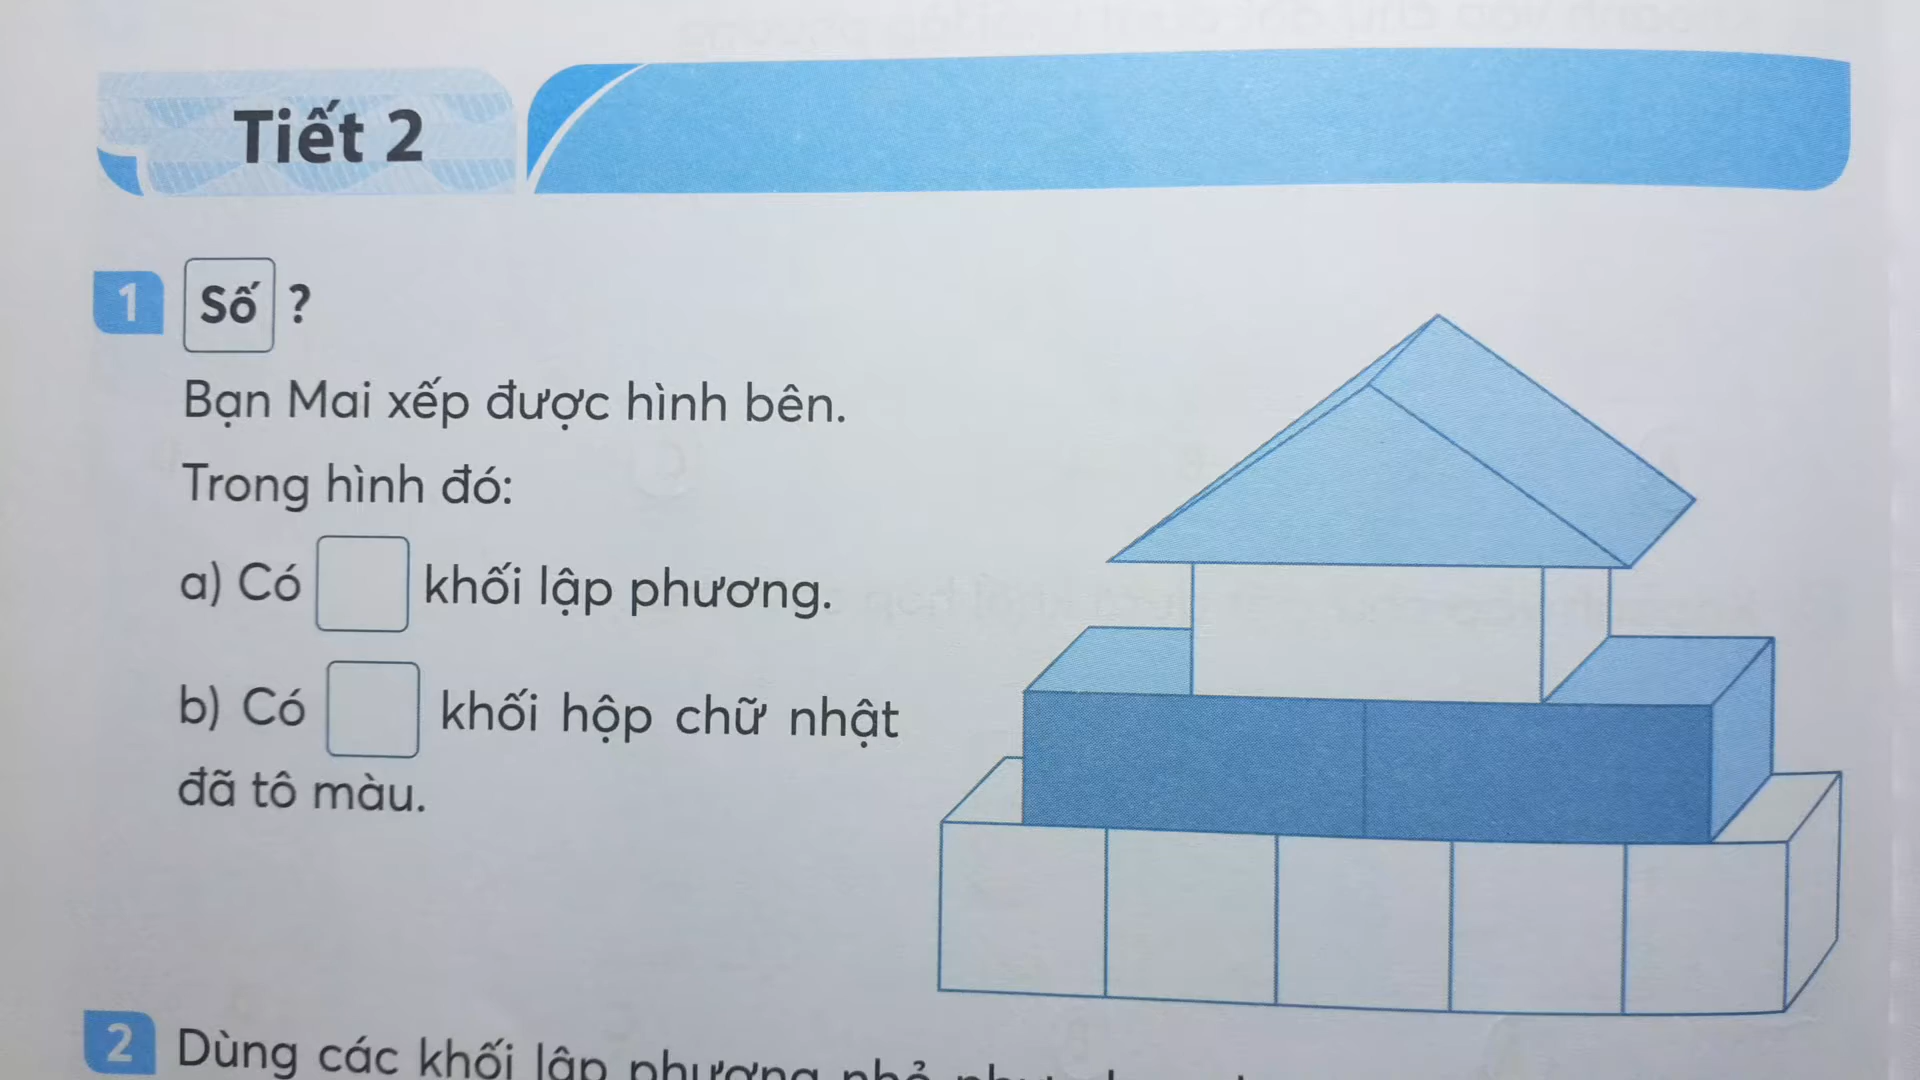 Tiết 2
1 Số ?
Bạn Mai xếp được hình bên.
Trong hình đó:
a) Có khối lập phương.
b) Có khối hộp chữ nhật
đã tô màu.
2 Dùng các khối lập phương nhỏ